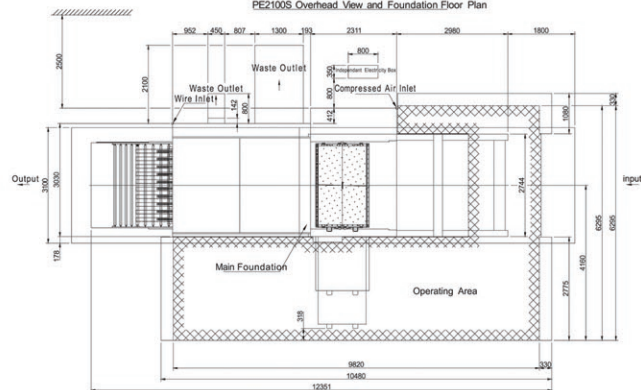 PE2100S Overhead View and Foundation Floor Plan
952 450 807 1300 193 2311 2980 1800
800
2500
2100
350
Independant Electricity Box
Waste Outlet
Waste Outlet
Wire Inlet
Compressed Air Inlet
142
800
800
412
1080
330
Output
3100
3030
2744
input
6295
6295
4160
178
Main Foundation
Operating Area
2775
318
9820 330
10480
12351